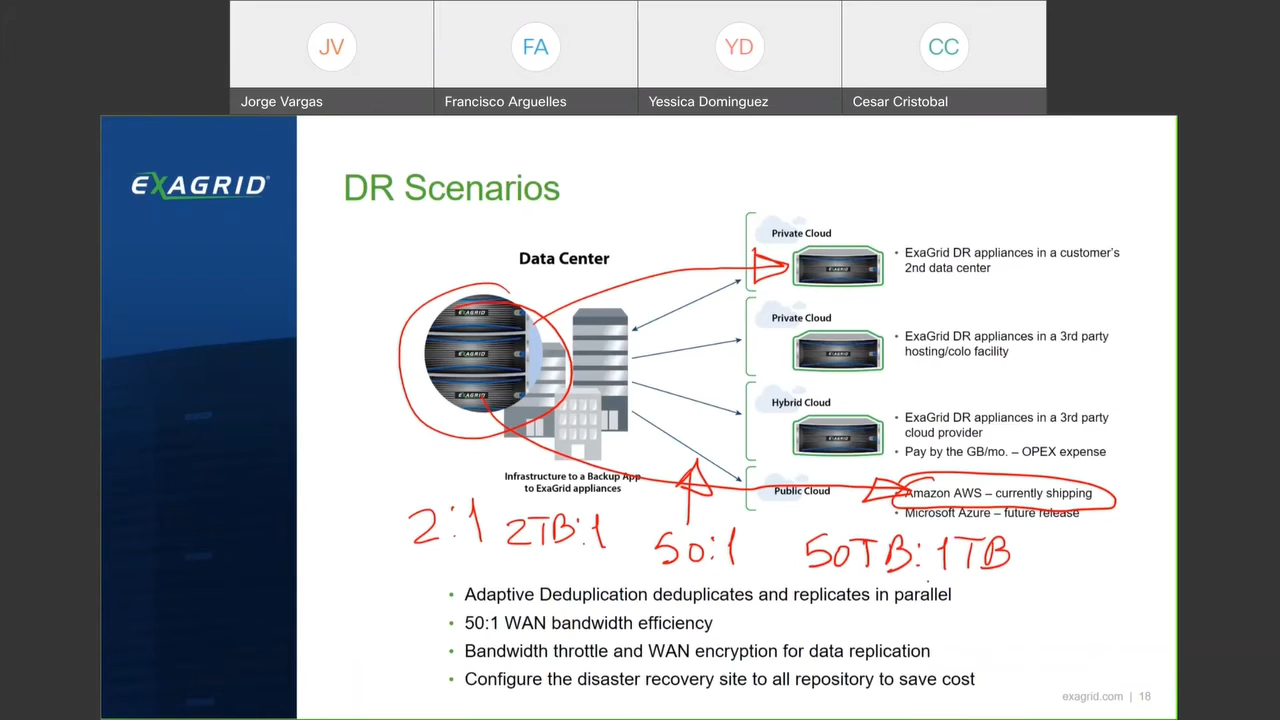 JV
FA
YD
CC
Jorge Vargas
Francisco Arguelles
Yessica Dominguez
Cesar Cristobal
EXAGRID
DR Scenarios
Data Center
EXAGRID
EXAGRID
EXAGRID
Infrastructure to a Backup App
to ExaGrid appliances
Private Cloud
EXAGRID
• ExaGrid DR appliances in a customer's
2nd data center
Private Cloud
EXAGRID
• ExaGrid DR appliances in a 3rd party
hosting/colo facility
Hybrid Cloud
EXAGRID
• ExaGrid DR appliances in a 3rd party
cloud provider
• Pay by the GB/mo. – OPEX expense
Public Cloud
Amazon AWS – currently shipping
• Microsoft Azure – future release
2:1 2TB:1 50:1 50TB:1TB
• Adaptive Deduplication deduplicates and replicates in parallel
• 50:1 WAN bandwidth efficiency
• Bandwidth throttle and WAN encryption for data replication
• Configure the disaster recovery site to all repository to save cost
exagrid.com | 18